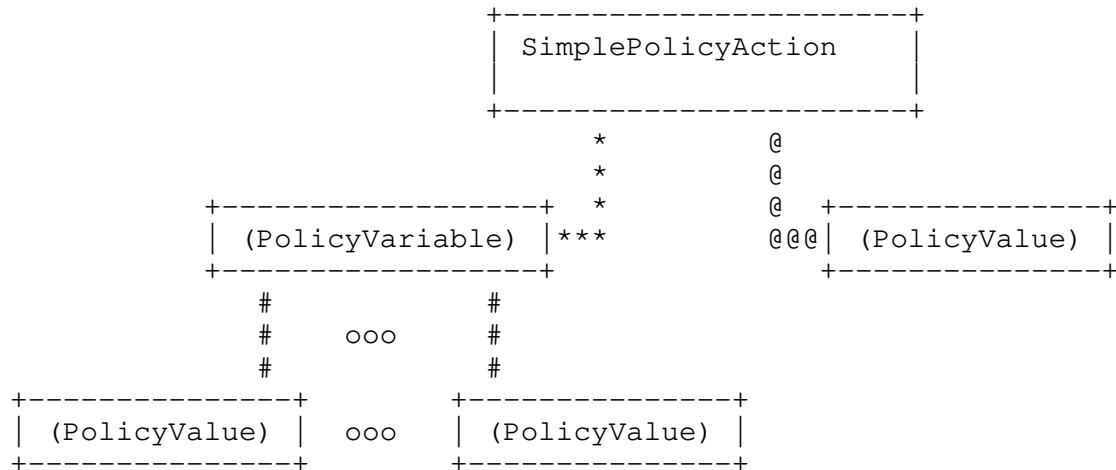 +-----------------------+
| SimplePolicyAction    |
|                       |
+-----------------------+
*         @
*         @
+------------------+  *         @  +---------------+
| (PolicyVariable) |***         @@@| (PolicyValue) |
+------------------+               +---------------+
#            #
#    ooo     #
#            #
+---------------+        +---------------+
| (PolicyValue) |  ooo   | (PolicyValue) |
+---------------+        +---------------+